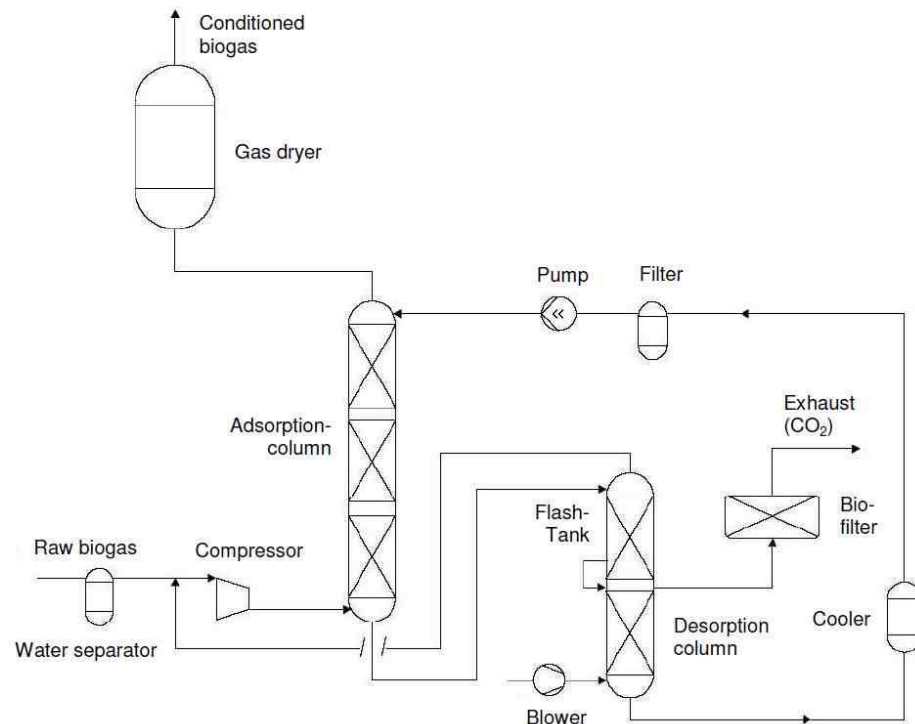 Conditioned
biogas
Gas dryer
Pump
Filter
Adsorption-
column
Exhaust
(CO₂)
Flash-
Tank
Bio-
filter
Raw biogas
Compressor
Water separator
Desorption
column
Cooler
Blower